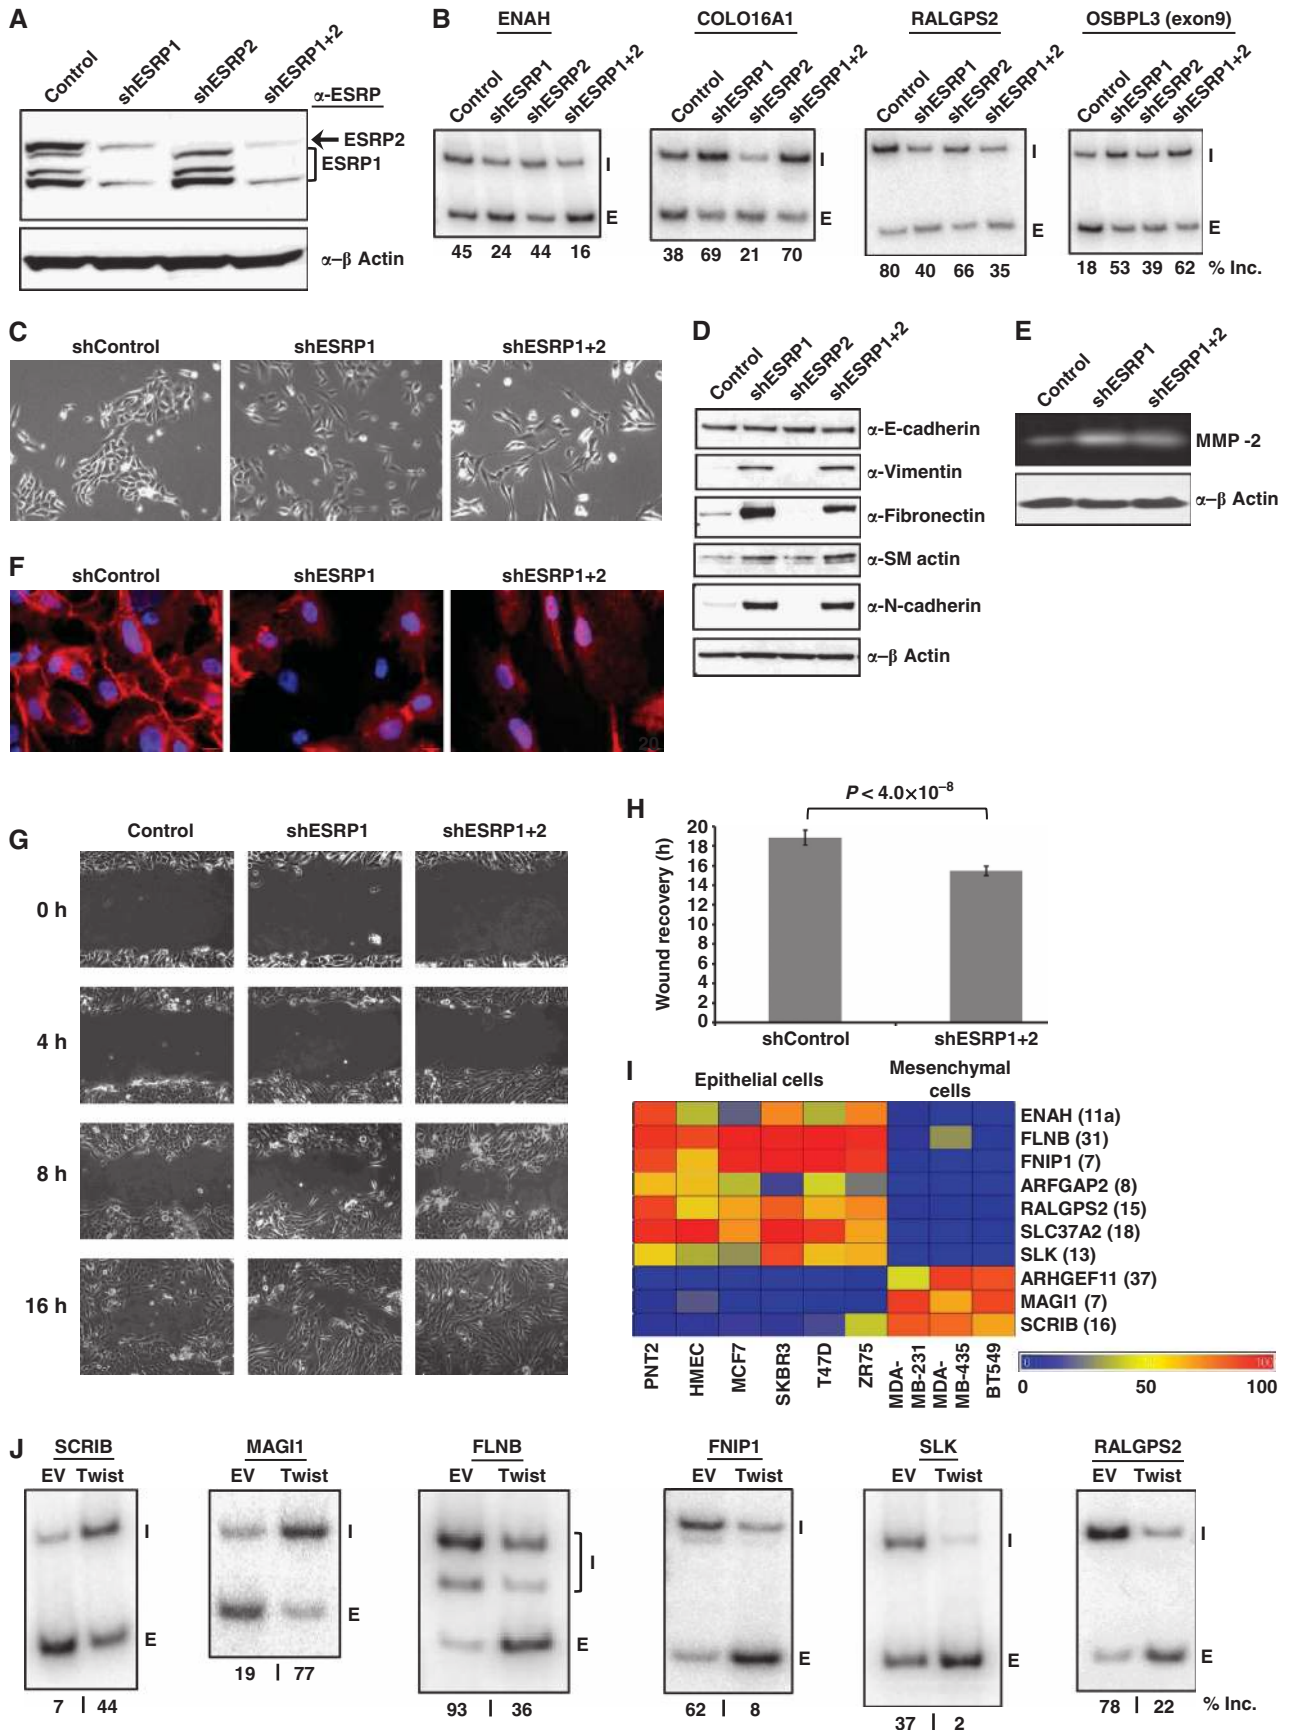 A
Control shESRP1 shESRP2 shESRP1+2 α-ESRP
ESRP2
ESRP1
α–β Actin
B
ENAH COLO16A1 RALGPS2 OSBPL3 (exon9)
Control shESRP1 shESRP2 shESRP1+2 Control shESRP1 shESRP2 shESRP1+2 Control shESRP1 shESRP2 shESRP1+2 Control shESRP1 shESRP2 shESRP1+2
I I I I
E E E E
45 24 44 16 38 69 21 70 80 40 66 35 18 53 39 62 % Inc.
C
shControl shESRP1 shESRP1+2
D
Control shESRP1 shESRP2 shESRP1+2
α-E-cadherin
α-Vimentin
α-Fibronectin
α-SM actin
α-N-cadherin
α–β Actin
E
Control shESRP1 shESRP1+2
MMP -2
α–β Actin
F
shControl shESRP1 shESRP1+2
20
G
Control shESRP1 shESRP1+2
0 h
4 h
8 h
16 h
H
P < 4.0×10⁻⁸
Wound recovery (h)
20
18
16
14
12
10
8
6
4
2
0
shControl shESRP1+2
I
Epithelial cells Mesenchymal
cells
ENAH (11a)
FLNB (31)
FNIP1 (7)
ARFGAP2 (8)
RALGPS2 (15)
SLC37A2 (18)
SLK (13)
ARHGEF11 (37)
MAGI1 (7)
SCRIB (16)
PNT2 HMEC MCF7 SKBR3 T47D ZR75 MDA-MB-231 MDA-MB-435 BT549
0 100
0 50 100
J
SCRIB MAGI1 FLNB FNIP1 SLK RALGPS2
EV Twist EV Twist EV Twist EV Twist EV Twist EV Twist
I I I I I I
E E E E E E
7 | 44 19 | 77 93 | 36 62 | 8 37 | 2 78 | 22 % Inc.